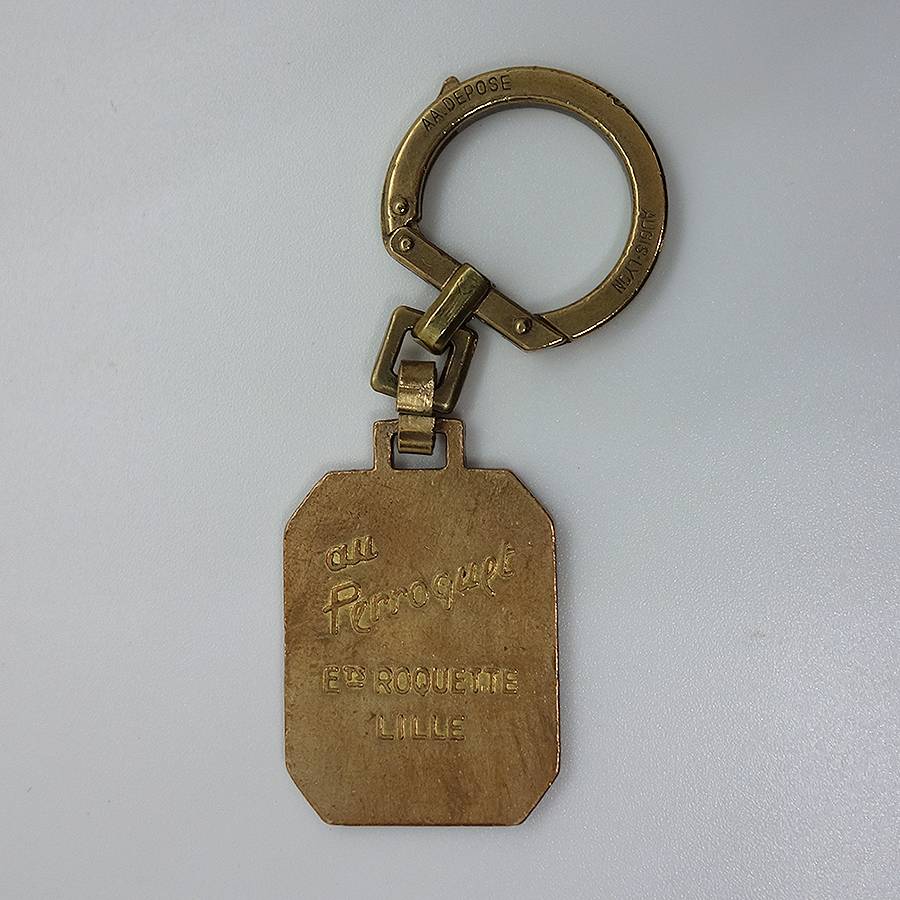 AA.DEPOSE
AUGIS-LYON
au
Perroquet
Ets ROQUETTE
LILLE